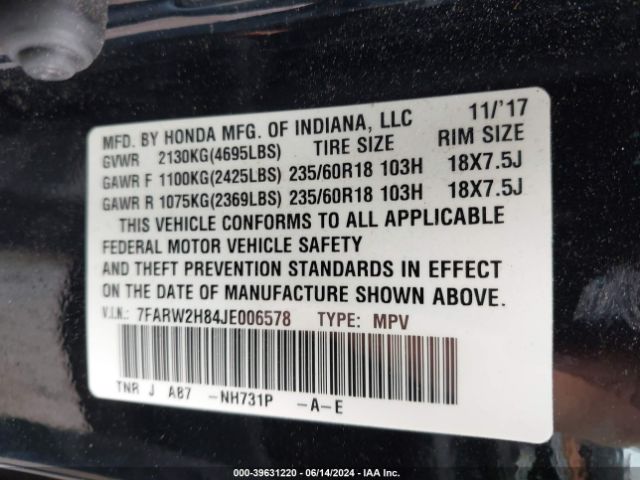 MFD. BY HONDA MFG. OF INDIANA, LLC 11/'17
GVWR 2130KG(4695LBS) TIRE SIZE RIM SIZE
GAWR F 1100KG(2425LBS) 235/60R18 103H 18X7.5J
GAWR R 1075KG(2369LBS) 235/60R18 103H 18X7.5J
THIS VEHICLE CONFORMS TO ALL APPLICABLE
FEDERAL MOTOR VEHICLE SAFETY
AND THEFT PREVENTION STANDARDS IN EFFECT
ON THE DATE OF MANUFACTURE SHOWN ABOVE.
V.I.N.: 7FARW2H84JE006578 TYPE: MPV
TNR J A87 -NH731P -A-E
000-39631220 - 06/14/2024 - IAA Inc.